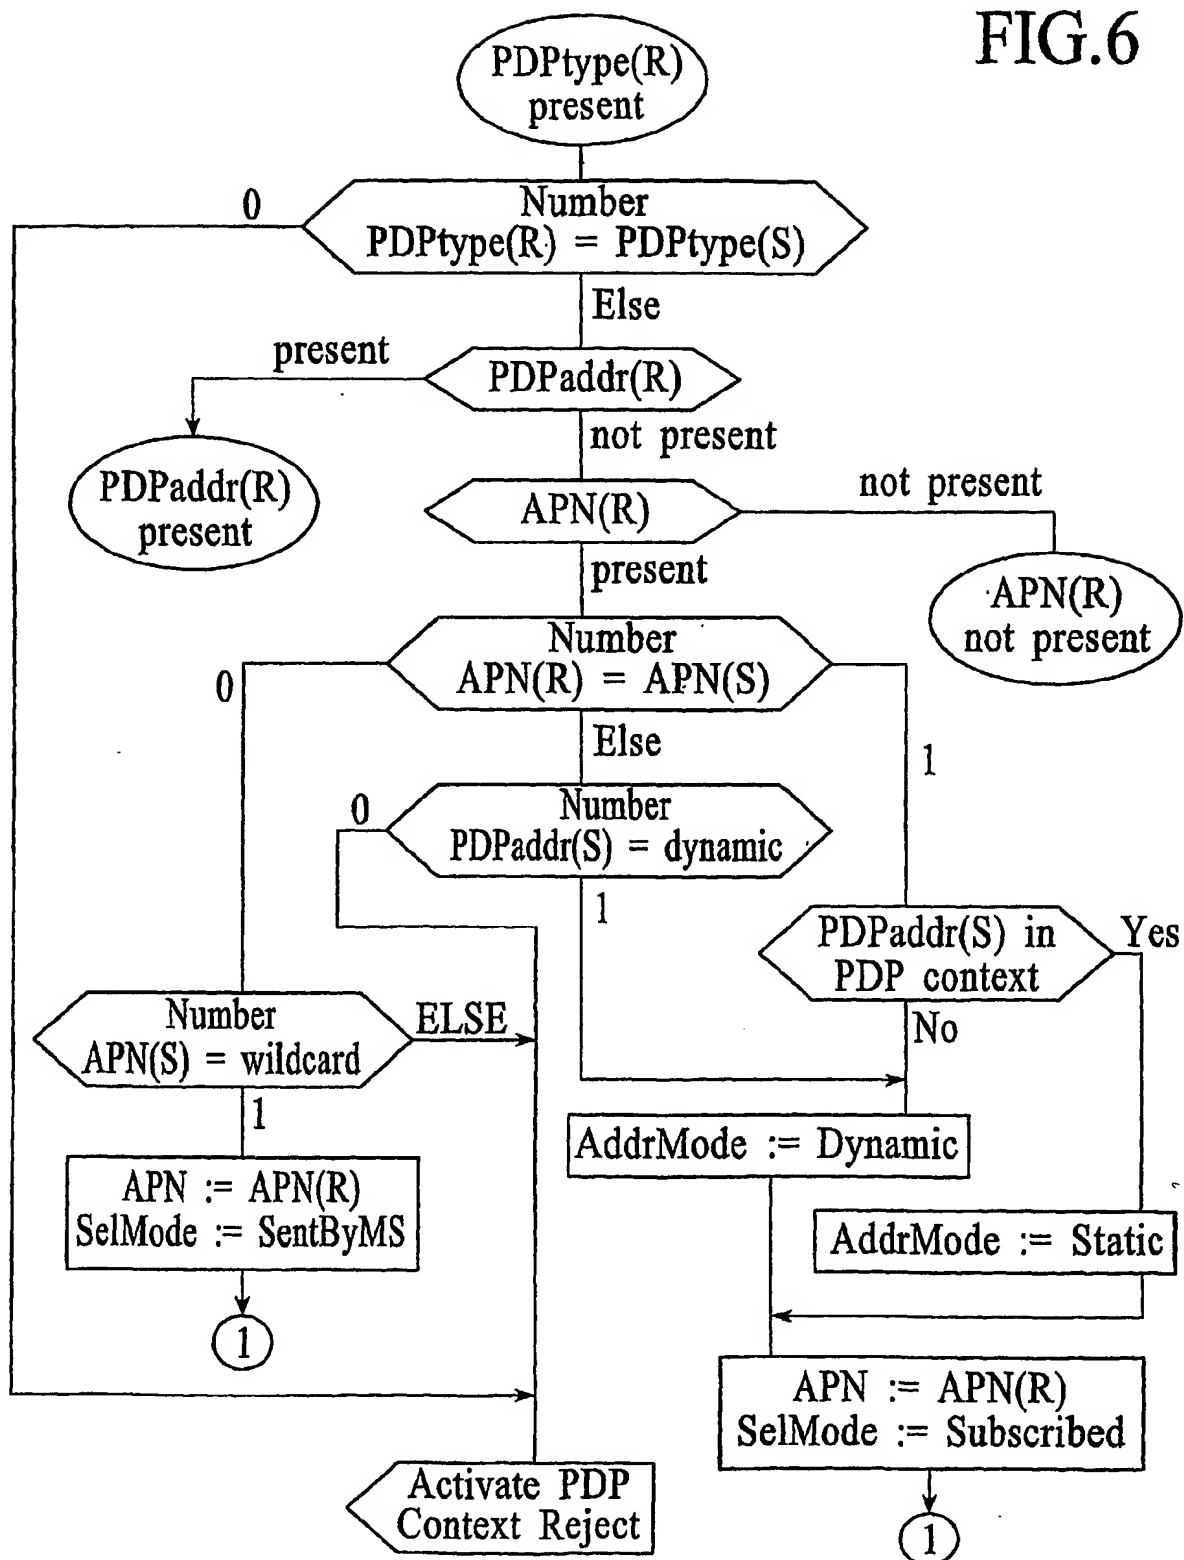 FIG.6
PDPtype(R)
present
0
Number
PDPtype(R) = PDPtype(S)
Else
present
PDPaddr(R)
not present
PDPaddr(R)
present
APN(R)
not present
present
APN(R)
not present
Number
APN(R) = APN(S)
0
Else
1
0
Number
PDPaddr(S) = dynamic
1
PDPaddr(S) in
PDP context
Yes
No
Number
APN(S) = wildcard
ELSE
1
AddrMode := Dynamic
APN := APN(R)
SelMode := SentByMS
AddrMode := Static
1
APN := APN(R)
SelMode := Subscribed
Activate PDP
Context Reject
1